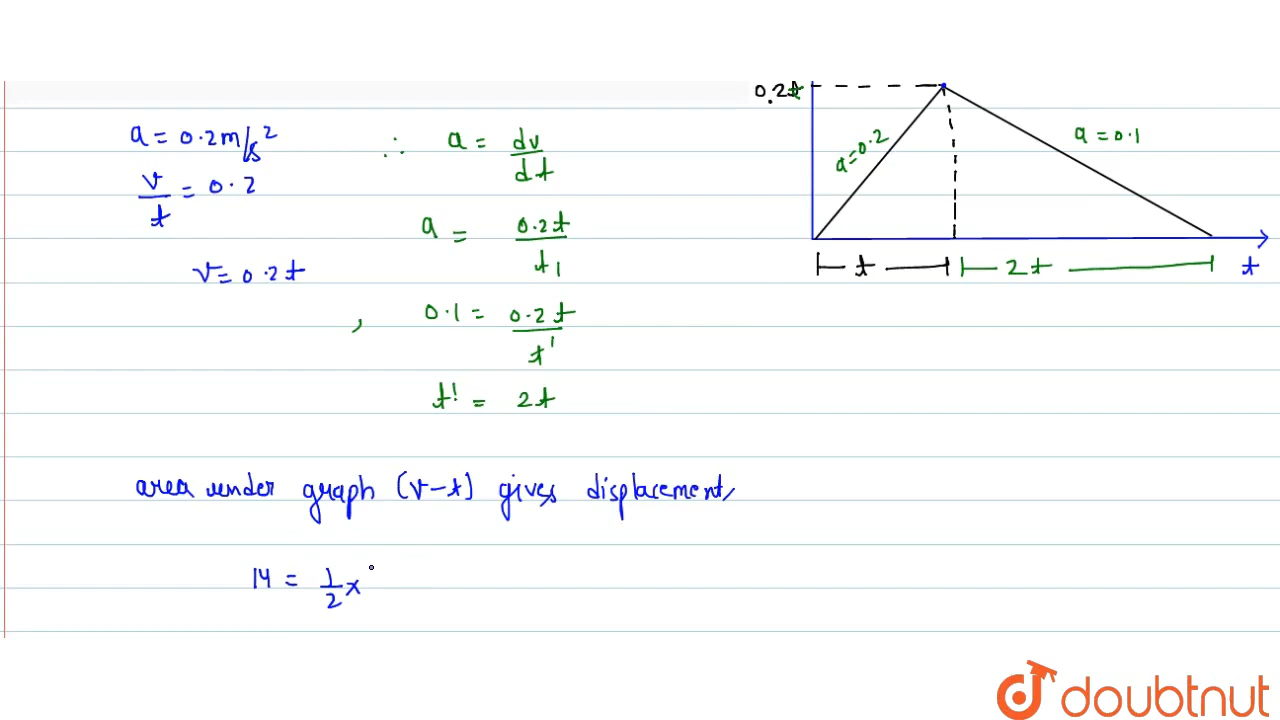 a = 0.2m/s²
v/t = 0.2
v = 0.2t
∴ a = dv/dt
a = 0.2t/t₁
, 0.1 = 0.2t/t'
t' = 2t
0.2t
a=0.2
a = 0.1
t
2t
t
area under graph (v-t) gives displacement,
14 = 1/2 x
doubtnut